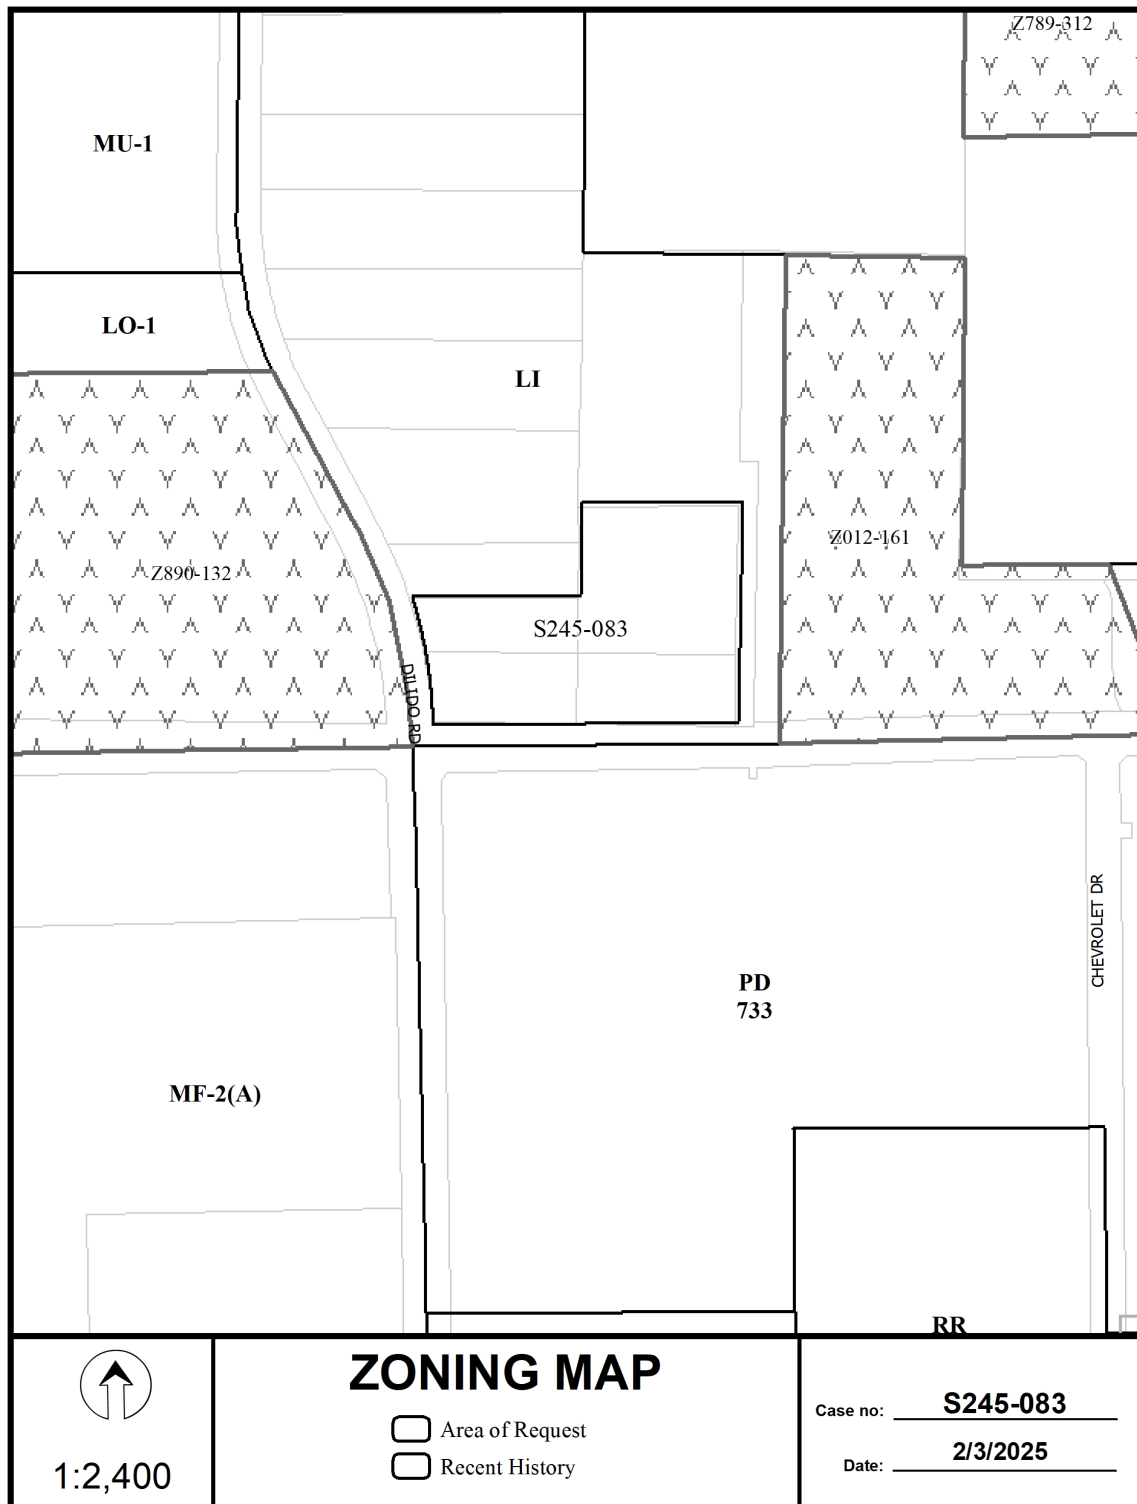 Z789-312
MU-1
LO-1
LI
Z012-161
Z890-132
S245-083
DILIDO RD
CHEVROLET DR
PD
733
MF-2(A)
RR
ZONING MAP
Area of Request
Recent History
1:2,400
Case no: S245-083
Date: 2/3/2025